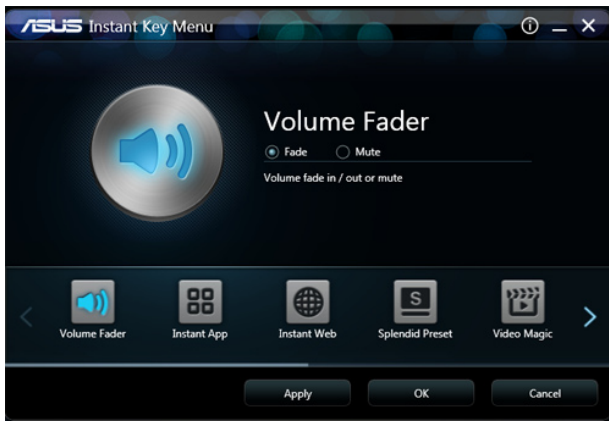 ASUS Instant Key Menu
Volume Fader
Fade Mute
Volume fade in / out or mute
S
Volume Fader Instant App Instant Web Splendid Preset Video Magic
Apply OK Cancel